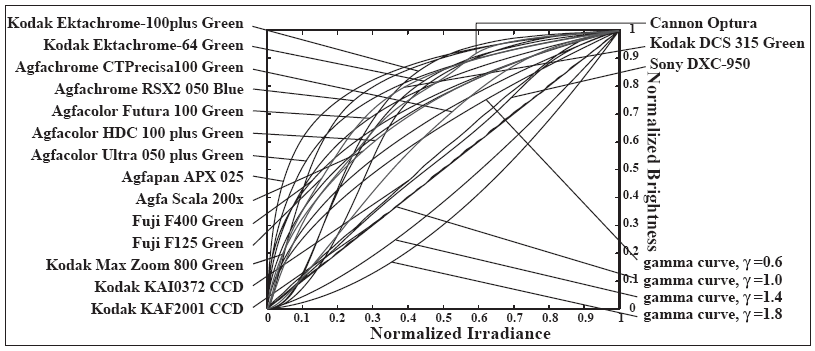 Kodak Ektachrome-100plus Green
Kodak Ektachrome-64 Green
Agfachrome CTPrecisa100 Green
Agfachrome RSX2 050 Blue
Agfacolor Futura 100 Green
Agfacolor HDC 100 plus Green
Agfacolor Ultra 050 plus Green
Agfapan APX 025
Agfa Scala 200x
Fuji F400 Green
Fuji F125 Green
Kodak Max Zoom 800 Green
Kodak KAI0372 CCD
Kodak KAF2001 CCD
Cannon Optura
Kodak DCS 315 Green
Sony DXC-950
1
0.9
0.8
0.7
0.6
0.5
0.4
0.3
0.2
0.1
0
Normalized Brightness
gamma curve, γ=0.6
gamma curve, γ=1.0
gamma curve, γ=1.4
gamma curve, γ=1.8
0 0.1 0.2 0.3 0.4 0.5 0.6 0.7 0.8 0.9 1
Normalized Irradiance